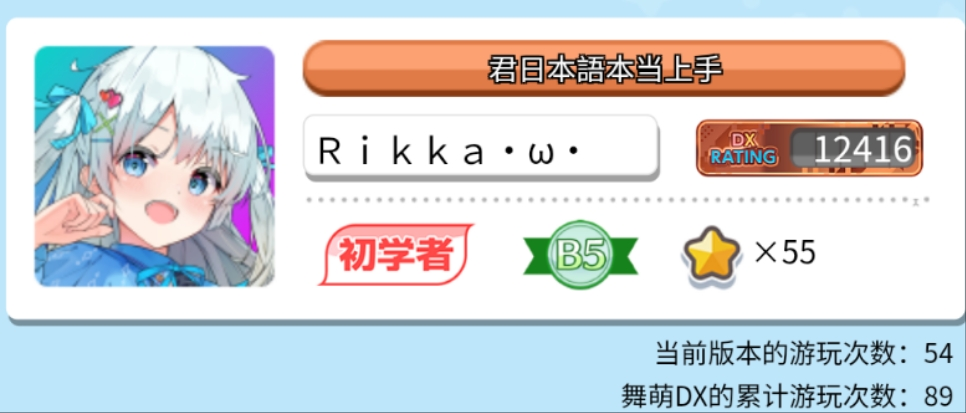 君日本語本当上手
Ｒｉｋｋａ・ω・
DX RATING 12416
初学者 B5 ×55
当前版本的游玩次数：54
舞萌DX的累计游玩次数：89